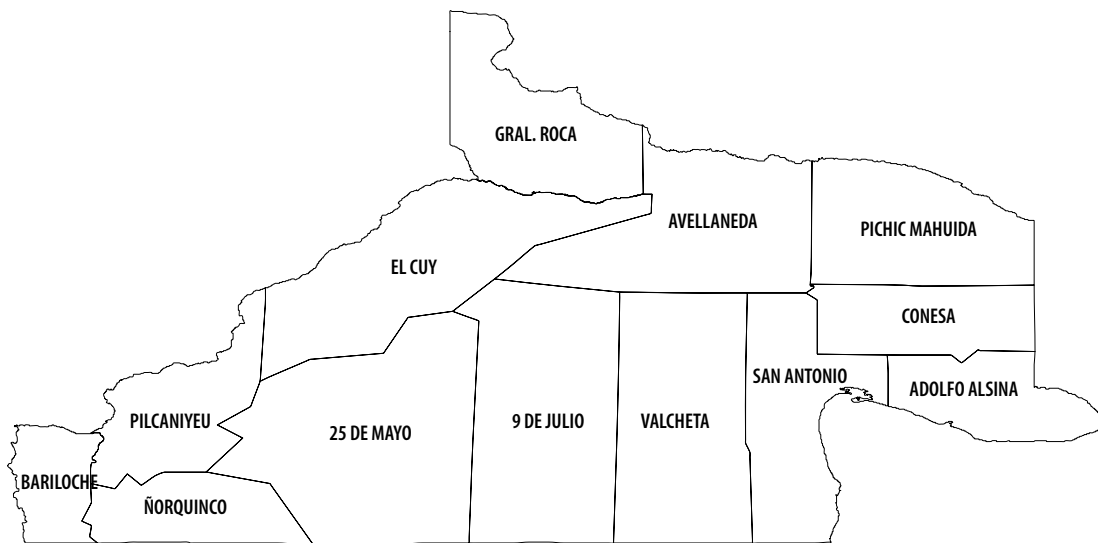 GRAL. ROCA
AVELLANEDA
PICHIC MAHUIDA
EL CUY
CONESA
SAN ANTONIO
ADOLFO ALSINA
PILCANIYEU
25 DE MAYO
9 DE JULIO
VALCHETA
BARILOCHE
ÑORQUINCO